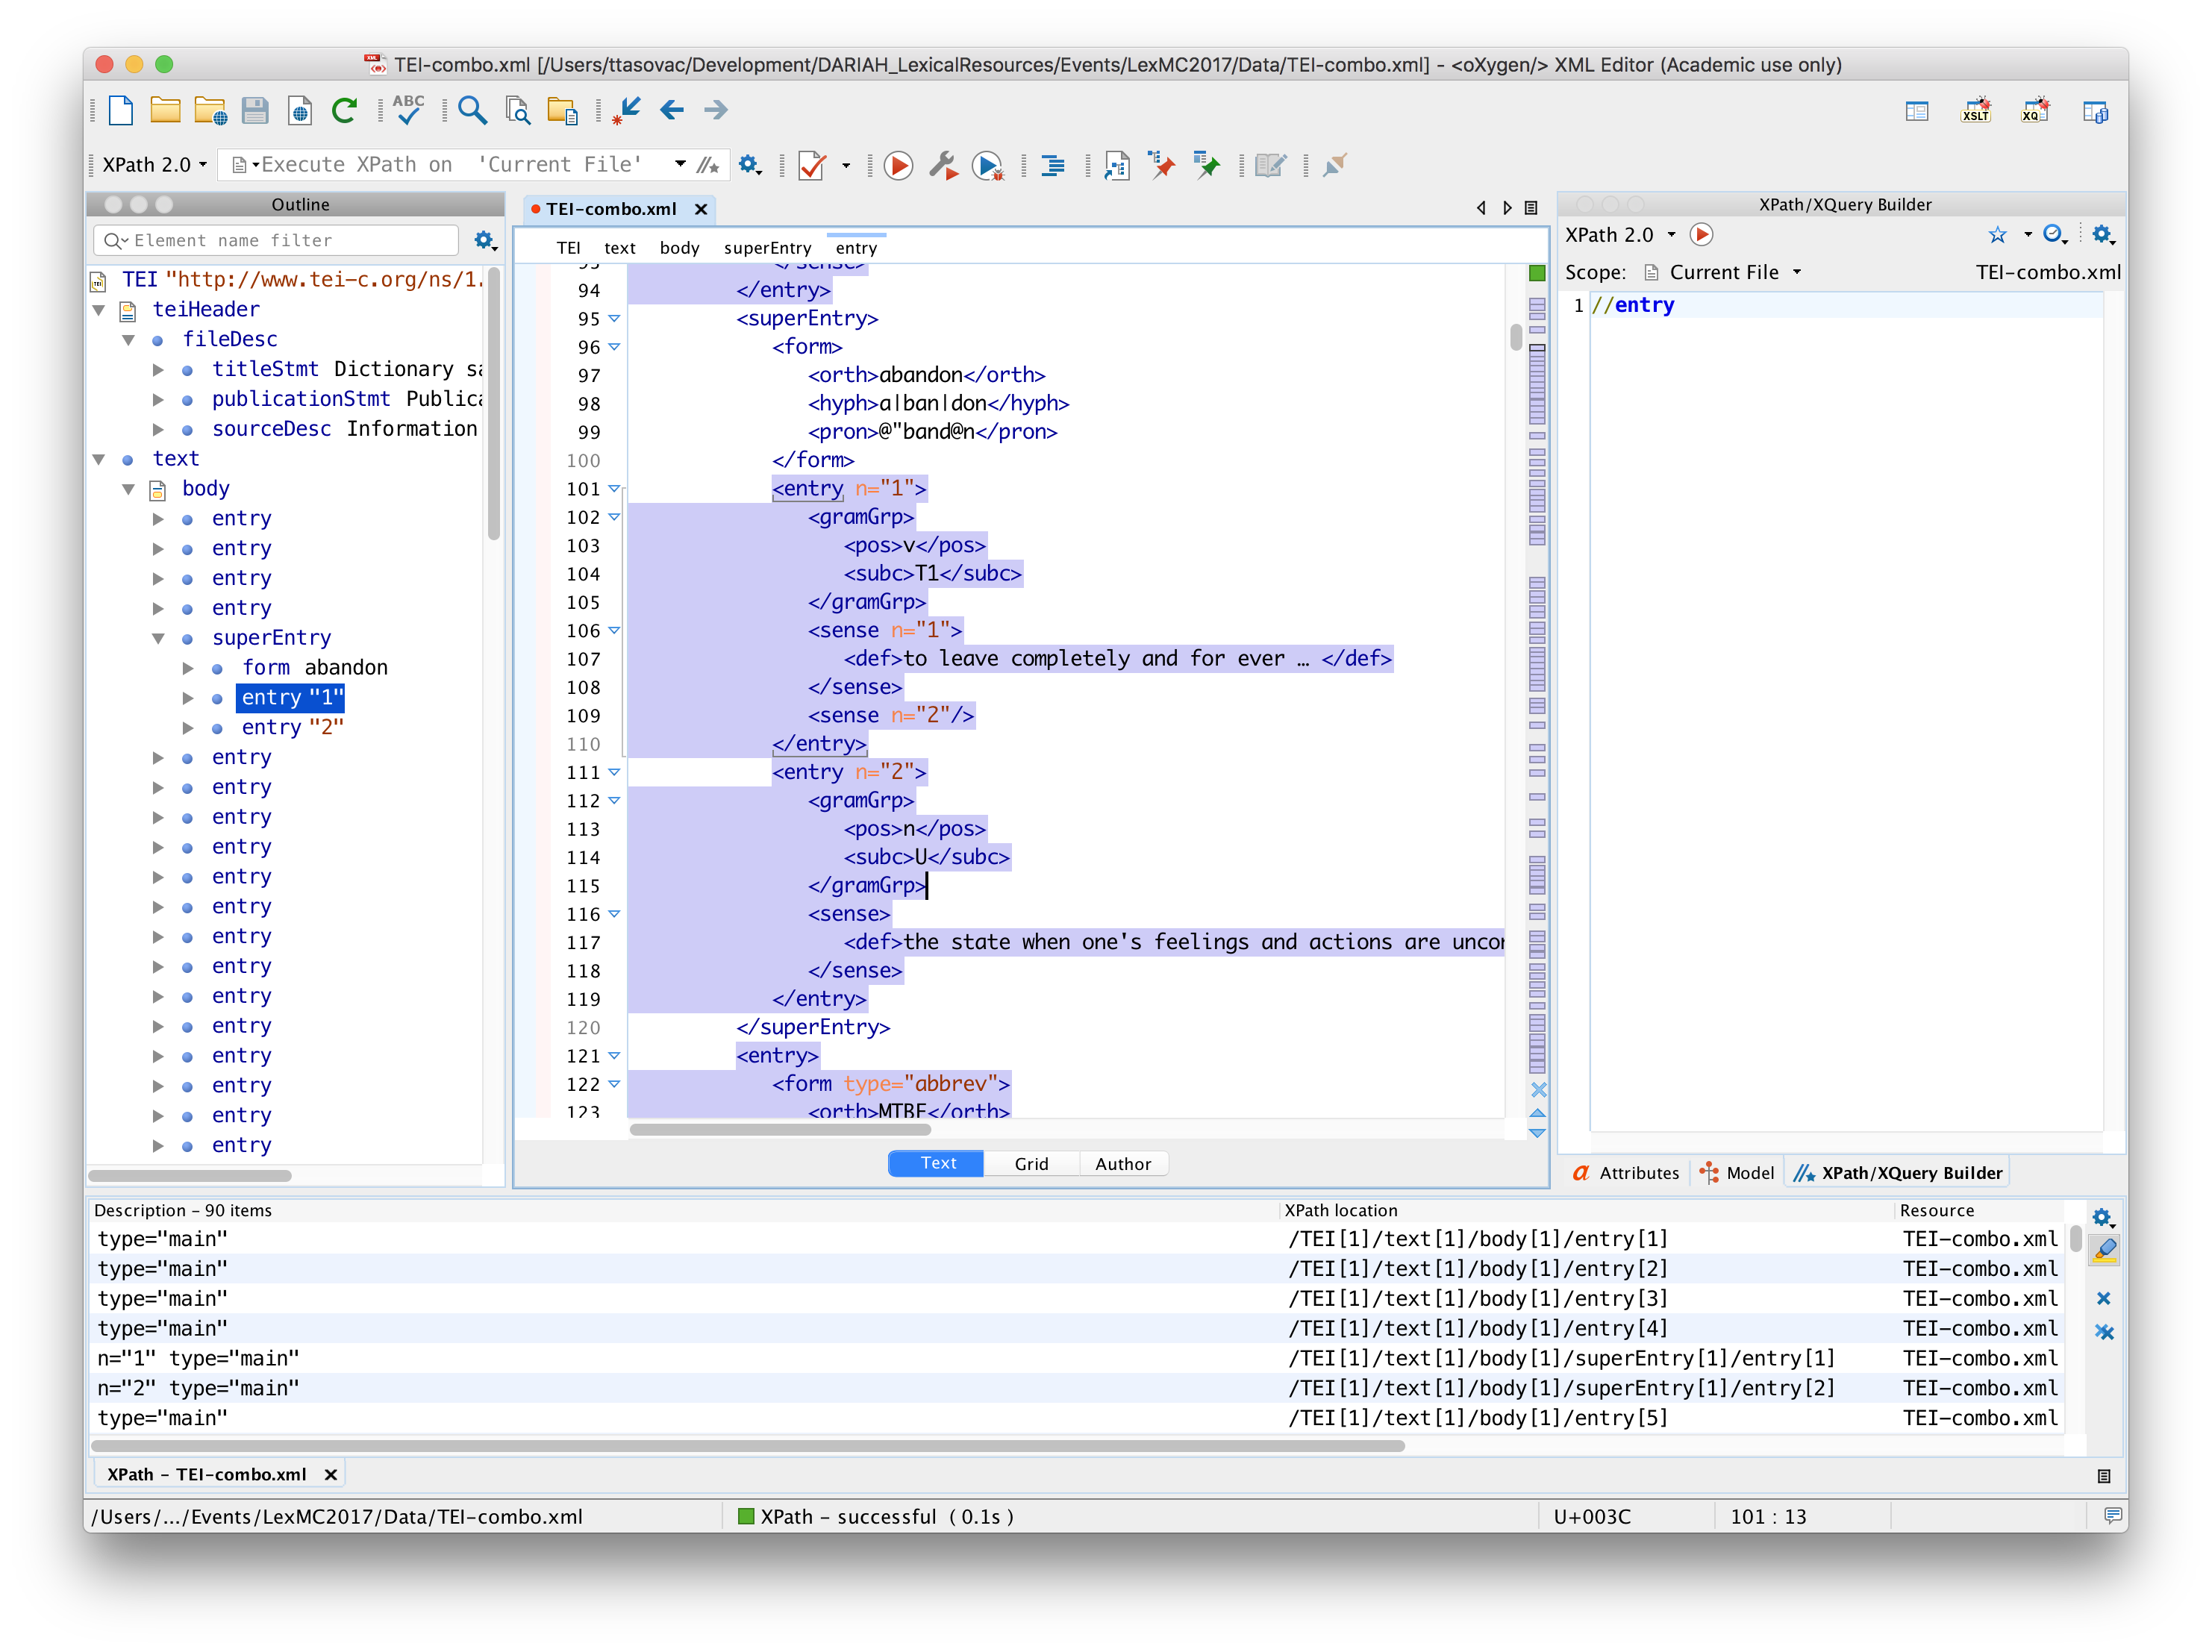 TEI-combo.xml [/Users/ttasovac/Development/DARIAH_LexicalResources/Events/LexMC2017/Data/TEI-combo.xml] - <oXygen/> XML Editor (Academic use only)
ABC
XSLT
XQ
XPath 2.0
Execute XPath on 'Current File'
Outline
Element name filter
TEI "http://www.tei-c.org/ns/1.
teiHeader
fileDesc
titleStmt Dictionary sa
publicationStmt Publica
sourceDesc Information
text
body
entry
entry
entry
entry
superEntry
form abandon
entry "1"
entry "2"
entry
entry
entry
entry
entry
entry
entry
entry
entry
entry
entry
entry
entry
entry
TEI-combo.xml
TEI text body superEntry entry
93 </sense>
94 </entry>
95 <superEntry>
96 <form>
97 <orth>abandon</orth>
98 <hyph>a|ban|don</hyph>
99 <pron>@"band@n</pron>
100 </form>
101 <entry n="1">
102 <gramGrp>
103 <pos>v</pos>
104 <subc>T1</subc>
105 </gramGrp>
106 <sense n="1">
107 <def>to leave completely and for ever … </def>
108 </sense>
109 <sense n="2"/>
110 </entry>
111 <entry n="2">
112 <gramGrp>
113 <pos>n</pos>
114 <subc>U</subc>
115 </gramGrp>
116 <sense>
117 <def>the state when one's feelings and actions are uncon
118 </sense>
119 </entry>
120 </superEntry>
121 <entry>
122 <form type="abbrev">
123 <orth>MTBF</orth>
Text Grid Author
XPath/XQuery Builder
XPath 2.0
Scope: Current File TEI-combo.xml
1 //entry
Attributes Model XPath/XQuery Builder
Description – 90 items XPath location Resource
type="main" /TEI[1]/text[1]/body[1]/entry[1] TEI-combo.xml
type="main" /TEI[1]/text[1]/body[1]/entry[2] TEI-combo.xml
type="main" /TEI[1]/text[1]/body[1]/entry[3] TEI-combo.xml
type="main" /TEI[1]/text[1]/body[1]/entry[4] TEI-combo.xml
n="1" type="main" /TEI[1]/text[1]/body[1]/superEntry[1]/entry[1] TEI-combo.xml
n="2" type="main" /TEI[1]/text[1]/body[1]/superEntry[1]/entry[2] TEI-combo.xml
type="main" /TEI[1]/text[1]/body[1]/entry[5] TEI-combo.xml
XPath – TEI-combo.xml
/Users/.../Events/LexMC2017/Data/TEI-combo.xml XPath – successful (0.1s) U+003C 101 : 13